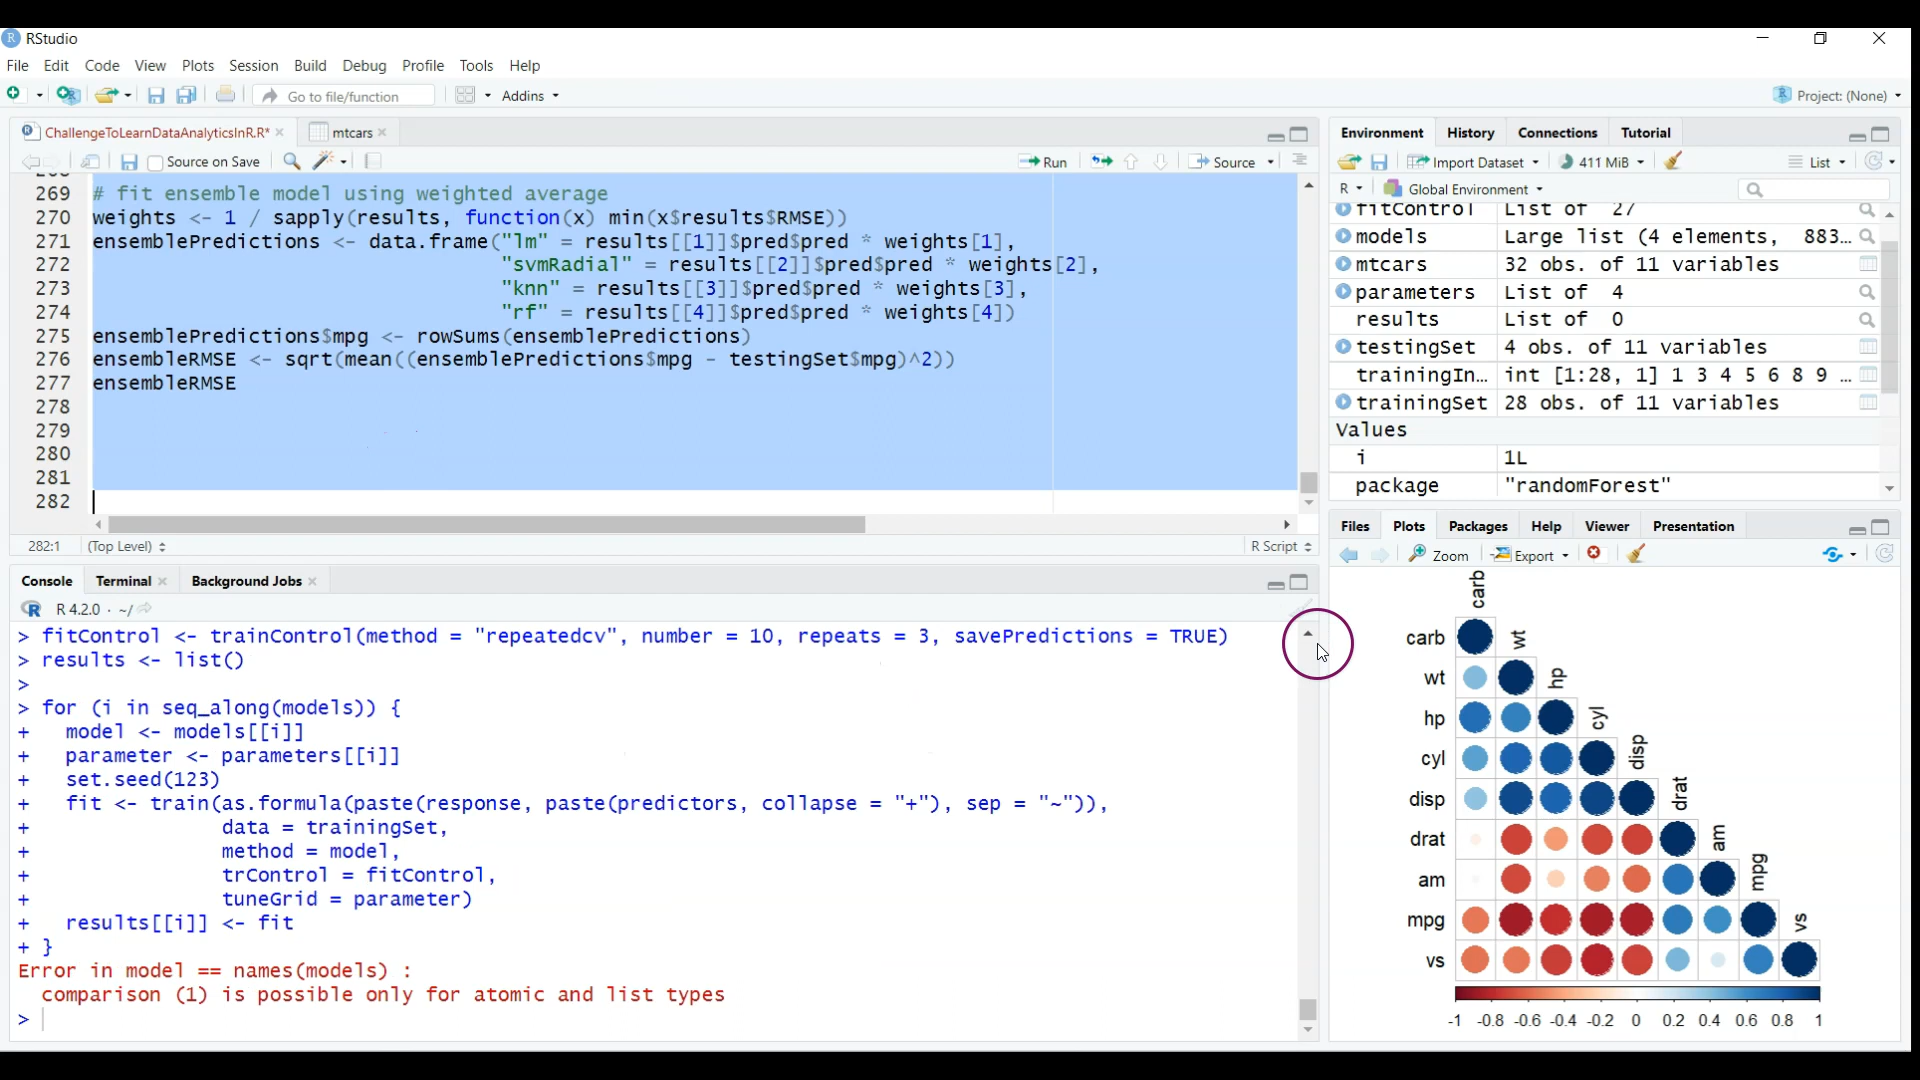 RStudio
File Edit Code View Plots Session Build Debug Profile Tools Help
Go to file/function Addins Project: (None)
ChallengeToLearnDataAnalyticsInR.R* mtcars
Source on Save Run Source
269 # fit ensemble model using weighted average
270 weights <- 1 / sapply(results, function(x) min(x$results$RMSE))
271 ensemblePredictions <- data.frame("lm" = results[[1]]$pred$pred * weights[1],
272 "svmRadial" = results[[2]]$pred$pred * weights[2],
273 "knn" = results[[3]]$pred$pred * weights[3],
274 "rf" = results[[4]]$pred$pred * weights[4])
275 ensemblePredictions$mpg <- rowSums(ensemblePredictions)
276 ensembleRMSE <- sqrt(mean((ensemblePredictions$mpg - testingSet$mpg)^2))
277 ensembleRMSE
278
279
280
281
282
282:1 (Top Level) R Script
Console Terminal Background Jobs
R 4.2.0 · ~/
> fitControl <- trainControl(method = "repeatedcv", number = 10, repeats = 3, savePredictions = TRUE)
> results <- list()
>
> for (i in seq_along(models)) {
+ model <- models[[i]]
+ parameter <- parameters[[i]]
+ set.seed(123)
+ fit <- train(as.formula(paste(response, paste(predictors, collapse = "+"), sep = "~")),
+ data = trainingSet,
+ method = model,
+ trControl = fitControl,
+ tuneGrid = parameter)
+ results[[i]] <- fit
+ }
Error in model == names(models) :
comparison (1) is possible only for atomic and list types
>
Environment History Connections Tutorial
Import Dataset 411 MiB List
R Global Environment
fitControl List of 27
models Large list (4 elements, 883…
mtcars 32 obs. of 11 variables
parameters List of 4
results List of 0
testingSet 4 obs. of 11 variables
trainingIn… int [1:28, 1] 1 3 4 5 6 8 9 …
trainingSet 28 obs. of 11 variables
Values
i 1L
package "randomForest"
Files Plots Packages Help Viewer Presentation
Zoom Export
carb
carb wt
wt hp
hp cyl
cyl disp
disp drat
drat am
am mpg
mpg vs
vs
-1 -0.8 -0.6 -0.4 -0.2 0 0.2 0.4 0.6 0.8 1